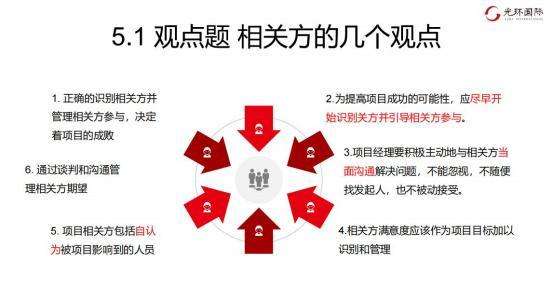 光环国际
5.1 观点题 相关方的几个观点
1. 正确的识别相关方并
管理相关方参与，决定
着项目的成败
2.为提高项目成功的可能性，应尽早开
始识别关方并引导相关方参与。
3.项目经理要积极主动地与相关方当
面沟通解决问题，不能忽视，不随便
找发起人，也不被动接受。
4.相关方满意度应该作为项目目标加以
识别和管理
5. 项目相关方包括自认
为被项目影响到的人员
6. 通过谈判和沟通管
理相关方期望